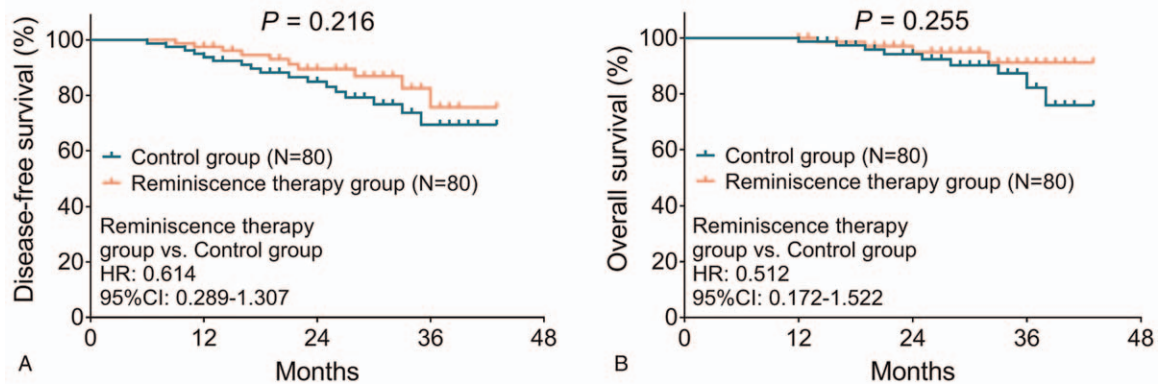 P = 0.216
Disease-free survival (%)
100
80
60
40
20
0
Control group (N=80)
Reminiscence therapy group (N=80)
Reminiscence therapy
group vs. Control group
HR: 0.614
95%CI: 0.289-1.307
0 12 24 36 48
Months
A
P = 0.255
Overall survival (%)
100
80
60
40
20
0
Control group (N=80)
Reminiscence therapy group (N=80)
Reminiscence therapy
group vs. Control group
HR: 0.512
95%CI: 0.172-1.522
0 12 24 36 48
Months
B